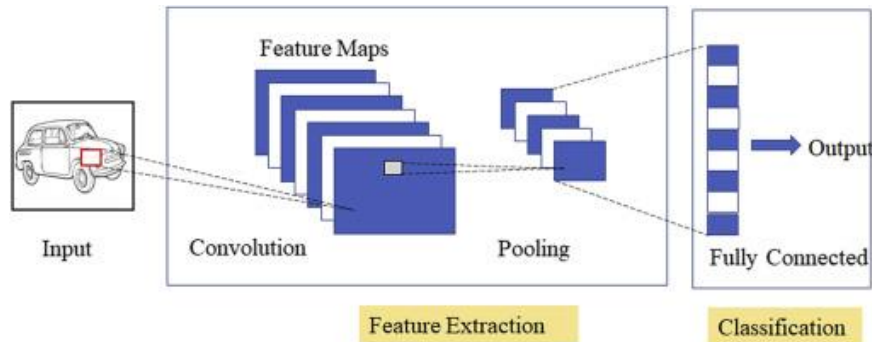 Feature Maps
Input
Convolution
Pooling
Output
Fully Connected
Feature Extraction
Classification